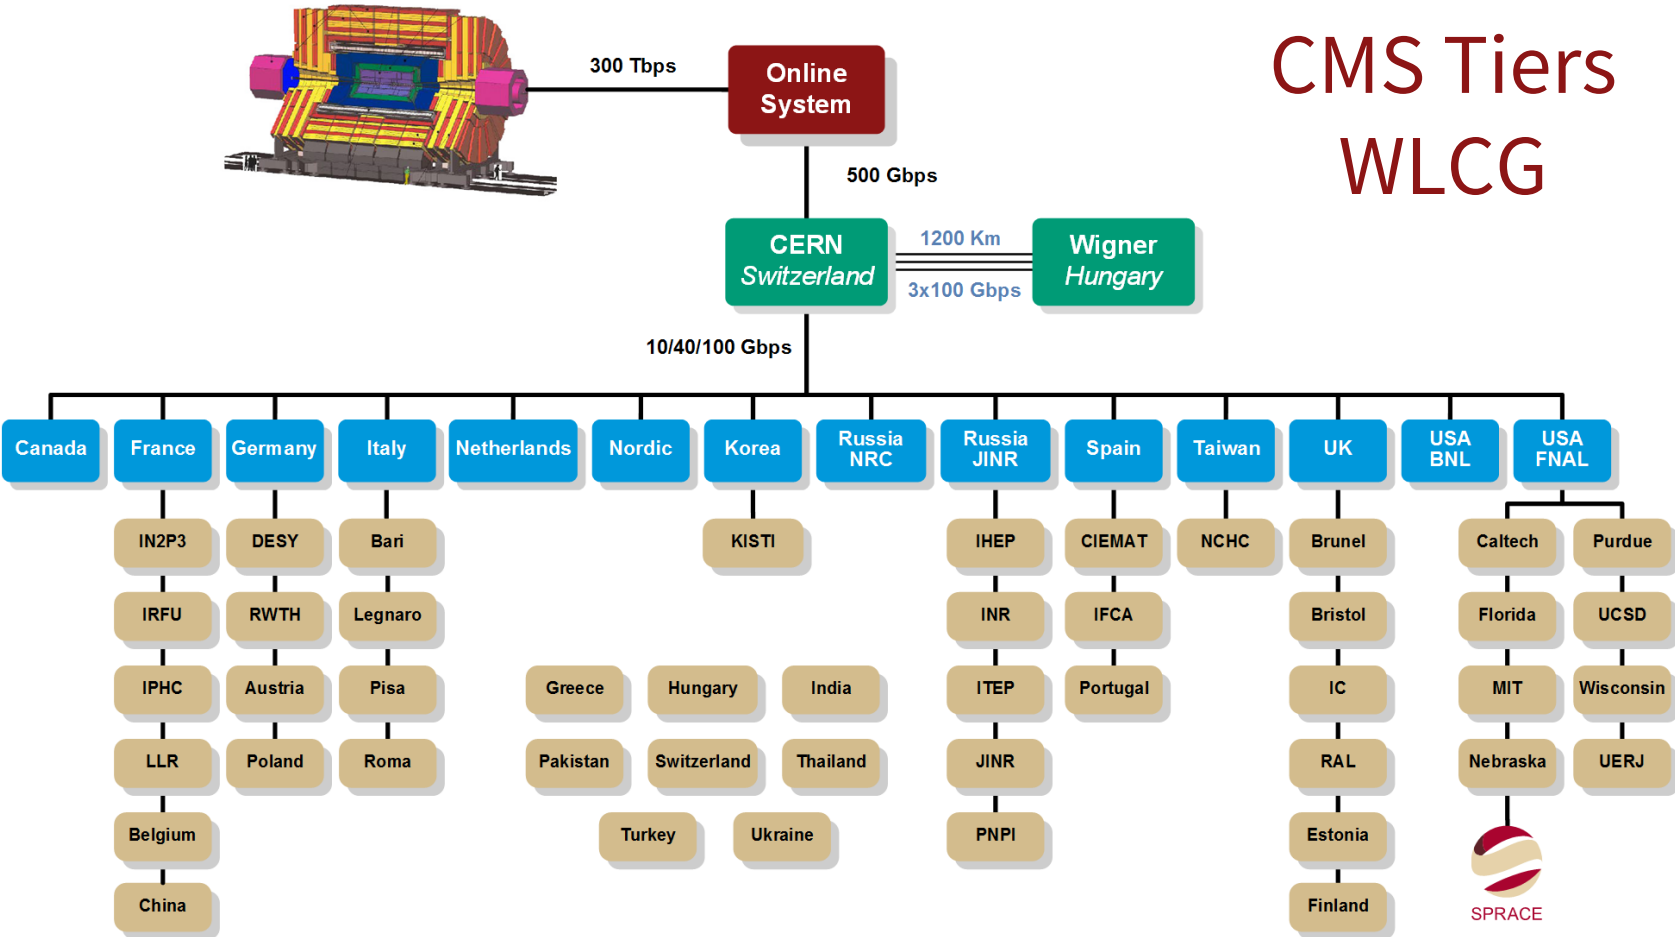 CMS Tiers
WLCG
300 Tbps
Online
System
500 Gbps
CERN
Switzerland
1200 Km
3x100 Gbps
Wigner
Hungary
10/40/100 Gbps
Canada
France
Germany
Italy
Netherlands
Nordic
Korea
Russia
NRC
Russia
JINR
Spain
Taiwan
UK
USA
BNL
USA
FNAL
IN2P3
DESY
Bari
KISTI
IHEP
CIEMAT
NCHC
Brunel
Caltech
Purdue
IRFU
RWTH
Legnaro
INR
IFCA
Bristol
Florida
UCSD
IPHC
Austria
Pisa
Greece
Hungary
India
ITEP
Portugal
IC
MIT
Wisconsin
LLR
Poland
Roma
Pakistan
Switzerland
Thailand
JINR
RAL
Nebraska
UERJ
Belgium
Turkey
Ukraine
PNPI
Estonia
China
Finland
SPRACE